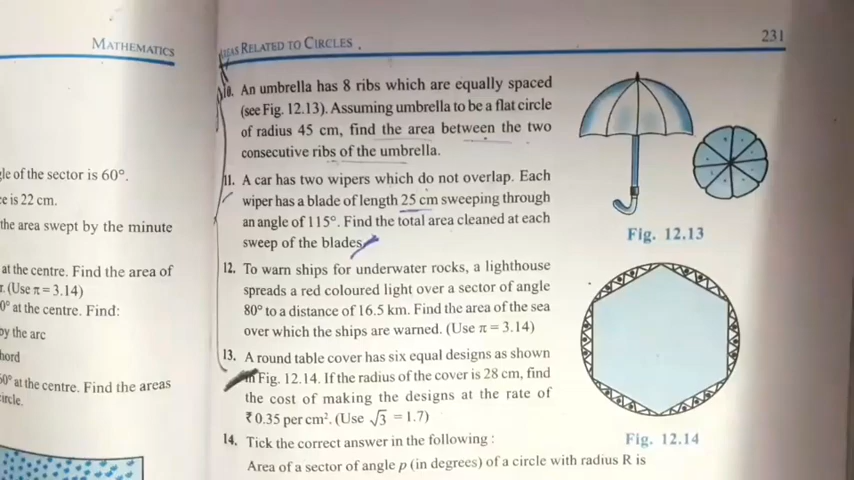 MATHEMATICS
gle of the sector is 60°.
ce is 22 cm.
the area swept by the minute
at the centre. Find the area of
r. (Use π = 3.14)
0° at the centre. Find:
by the arc
hord
60° at the centre. Find the areas
circle.
AREAS RELATED TO CIRCLES
231
10. An umbrella has 8 ribs which are equally spaced
(see Fig. 12.13). Assuming umbrella to be a flat circle
of radius 45 cm, find the area between the two
consecutive ribs of the umbrella.
11. A car has two wipers which do not overlap. Each
wiper has a blade of length 25 cm sweeping through
an angle of 115°. Find the total area cleaned at each
sweep of the blades.
12. To warn ships for underwater rocks, a lighthouse
spreads a red coloured light over a sector of angle
80° to a distance of 16.5 km. Find the area of the sea
over which the ships are warned. (Use π = 3.14)
13. A round table cover has six equal designs as shown
in Fig. 12.14. If the radius of the cover is 28 cm, find
the cost of making the designs at the rate of
₹ 0.35 per cm². (Use √3 = 1.7)
14. Tick the correct answer in the following :
Area of a sector of angle p (in degrees) of a circle with radius R is
Fig. 12.13
Fig. 12.14